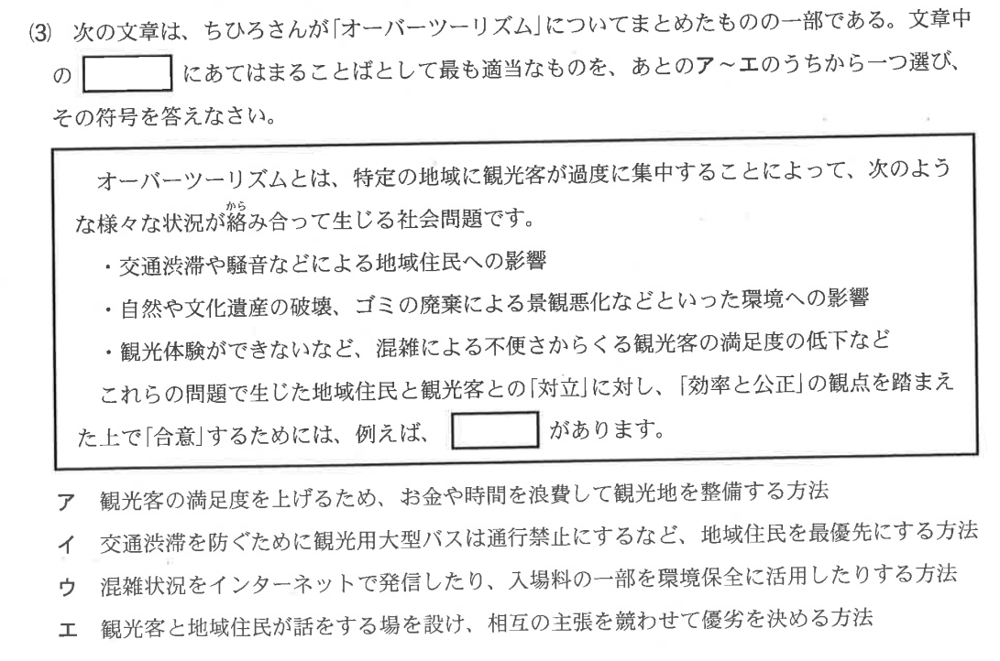 (3) 次の文章は、ちひろさんが「オーバーツーリズム」についてまとめたものの一部である。文章中
の にあてはまることばとして最も適当なものを、あとのア～エのうちから一つ選び、
その符号を答えなさい。
オーバーツーリズムとは、特定の地域に観光客が過度に集中することによって、次のよう
から
な様々な状況が絡み合って生じる社会問題です。
・交通渋滞や騒音などによる地域住民への影響
・自然や文化遺産の破壊、ゴミの廃棄による景観悪化などといった環境への影響
・観光体験ができないなど、混雑による不便さからくる観光客の満足度の低下など
これらの問題で生じた地域住民と観光客との「対立」に対し、「効率と公正」の観点を踏まえ
た上で「合意」するためには、例えば、 があります。
ア 観光客の満足度を上げるため、お金や時間を浪費して観光地を整備する方法
イ 交通渋滞を防ぐために観光用大型バスは通行禁止にするなど、地域住民を最優先にする方法
ウ 混雑状況をインターネットで発信したり、入場料の一部を環境保全に活用したりする方法
エ 観光客と地域住民が話をする場を設け、相互の主張を競わせて優劣を決める方法